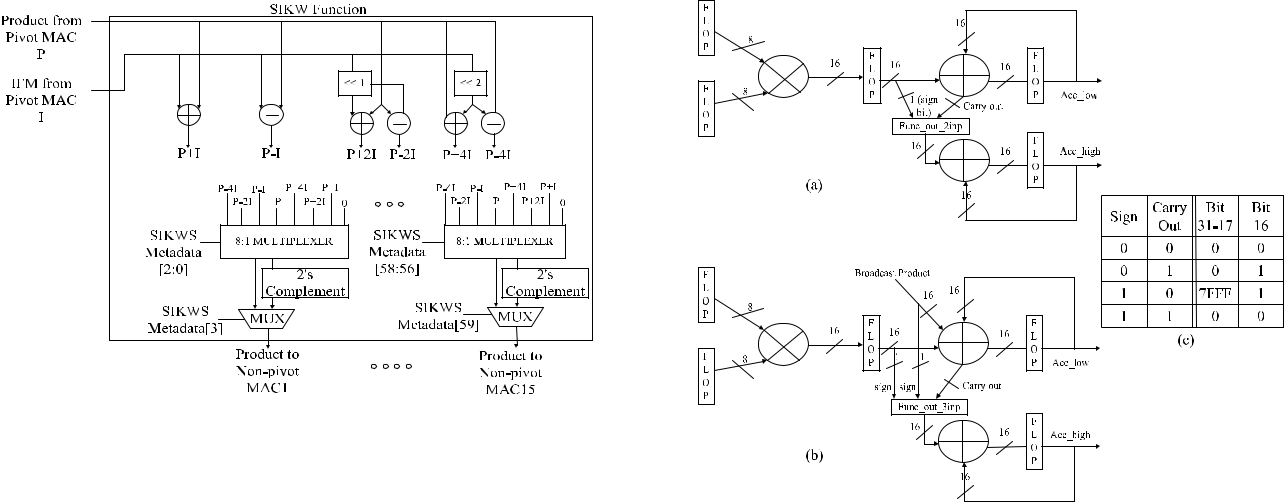 SIKW Function
Product from
Pivot MAC
P
IFM from
Pivot MAC
I
<< 1
<< 2
P+I
P-I
P+2I
P-2I
P+4I
P-4I
P-4I P-I P+I
P-2I P P+2I 0
8:1 MULTIPLEXER
SIKWS
Metadata
[2:0]
2's
Complement
SIKWS
Metadata[3]
MUX
Product to
Non-pivot
MAC1
P-4I P-I P+4I P+I
P-2I P P+2I 0
8:1 MULTIPLEXER
SIKWS
Metadata
[58:56]
2's
Complement
SIKWS
Metadata[59]
MUX
Product to
Non-pivot
MAC15
FLOP
FLOP
8
8
16
FLOP
16
16
16
FLOP
Acc_low
1 (sign
bit)
Carry out
Func_out_2inp
16
16
FLOP
Acc_high
16
(a)
FLOP
FLOP
8
8
16
Broadcast Product
16
16
FLOP
16
16
FLOP
Acc_low
1
1
sign sign
Carry out
Func_out_3inp
16
16
FLOP
Acc_high
16
(b)
Sign Carry Out Bit 31-17 Bit 16
0 0 0 0
0 1 0 1
1 0 7FFF 1
1 1 0 0
(c)